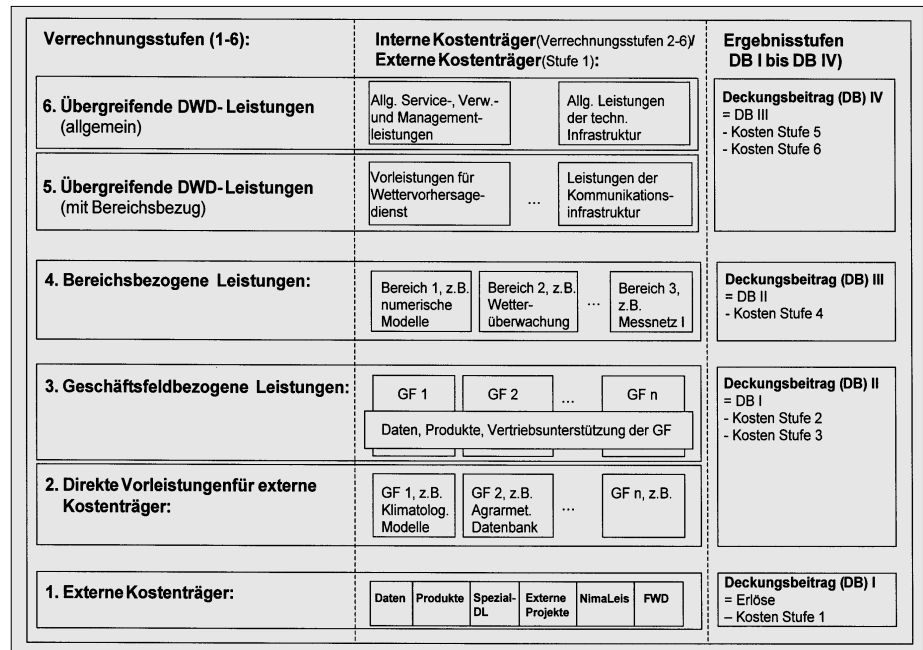 Verrechnungsstufen (1-6):
Interne Kostenträger(Verrechnungsstufen 2-6)/
Externe Kostenträger(Stufe 1):
Ergebnisstufen
DB I bis DB IV)
6. Übergreifende DWD- Leistungen
(allgemein)
Allg. Service-, Verw.-
und Management-
leistungen
Allg. Leistungen
der techn.
Infrastruktur
Deckungsbeitrag (DB) IV
= DB III
- Kosten Stufe 5
- Kosten Stufe 6
5. Übergreifende DWD- Leistungen
(mit Bereichsbezug)
Vorleistungen für
Wettervorhersage-
dienst
...
Leistungen der
Kommunikations-
infrastruktur
4. Bereichsbezogene Leistungen:
Bereich 1, z.B.
numerische
Modelle
Bereich 2, z.B.
Wetter-
überwachung
...
Bereich 3,
z.B.
Messnetz I
Deckungsbeitrag (DB) III
= DB II
- Kosten Stufe 4
3. Geschäftsfeldbezogene Leistungen:
GF 1
GF 2
...
GF n
Daten, Produkte, Vertriebsunterstützung der GF
Deckungsbeitrag (DB) II
= DB I
- Kosten Stufe 2
- Kosten Stufe 3
2. Direkte Vorleistungenfür externe
Kostenträger:
GF 1, z.B.
Klimatolog.
Modelle
GF 2, z.B.
Agrarmet.
Datenbank
...
GF n, z.B.
1. Externe Kostenträger:
Daten
Produkte
Spezial-
DL
Externe
Projekte
NimaLeis
FWD
Deckungsbeitrag (DB) I
= Erlöse
– Kosten Stufe 1